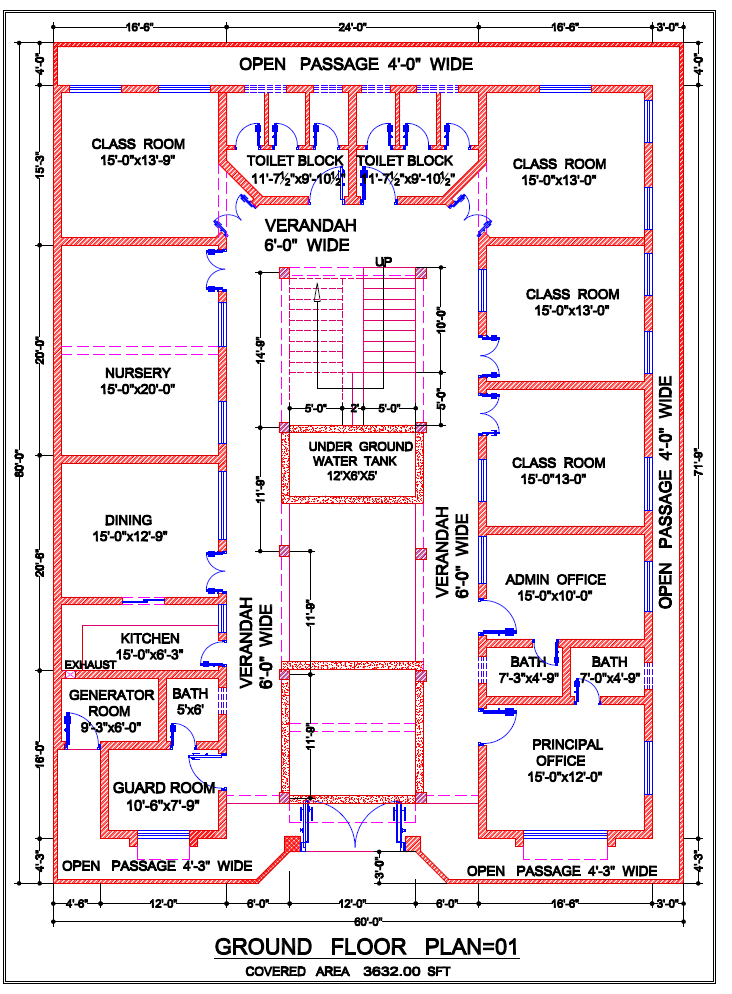 16'-6" 24'-0" 16'-6" 3'-0"
4'-0" 4'-0"
OPEN PASSAGE 4'-0" WIDE
CLASS ROOM
15'-0"x13'-9"
15'-3"
TOILET BLOCK
11'-7½"x9'-10½"
TOILET BLOCK
11'-7½"x9'-10½"
CLASS ROOM
15'-0"x13'-0"
VERANDAH
6'-0" WIDE
UP
CLASS ROOM
15'-0"x13'-0"
10'-0"
14'-9"
20'-0"
NURSERY
15'-0"x20'-0"
5'-0" 2' 5'-0"
5'-0"
OPEN PASSAGE 4'-0" WIDE
71'-9"
80'-0"
UNDER GROUND
WATER TANK
12'X6'X5'
11'-9"
CLASS ROOM
15'-0"13-0"
DINING
15'-0"x12'-9"
20'-6"
VERANDAH
6'-0" WIDE
ADMIN OFFICE
15'-0"x10'-0"
11'-9"
VERANDAH
6'-0" WIDE
KITCHEN
15'-0"x6'-3"
EXHAUST
BATH
7'-3"x4'-9"
BATH
7'-0"x4'-9"
GENERATOR
ROOM
9'-3"x6'-0"
BATH
5'x6'
11'-9"
16'-0"
PRINCIPAL
OFFICE
15'-0"x12'-0"
GUARD ROOM
10'-6"x7'-9"
4'-3"
OPEN PASSAGE 4'-3" WIDE
3'-0"
OPEN PASSAGE 4'-3" WIDE
4'-3"
4'-6" 12'-0" 6'-0" 12'-0" 6'-0" 16'-6" 3'-0"
60'-0"
GROUND FLOOR PLAN=01
COVERED AREA 3632.00 SFT